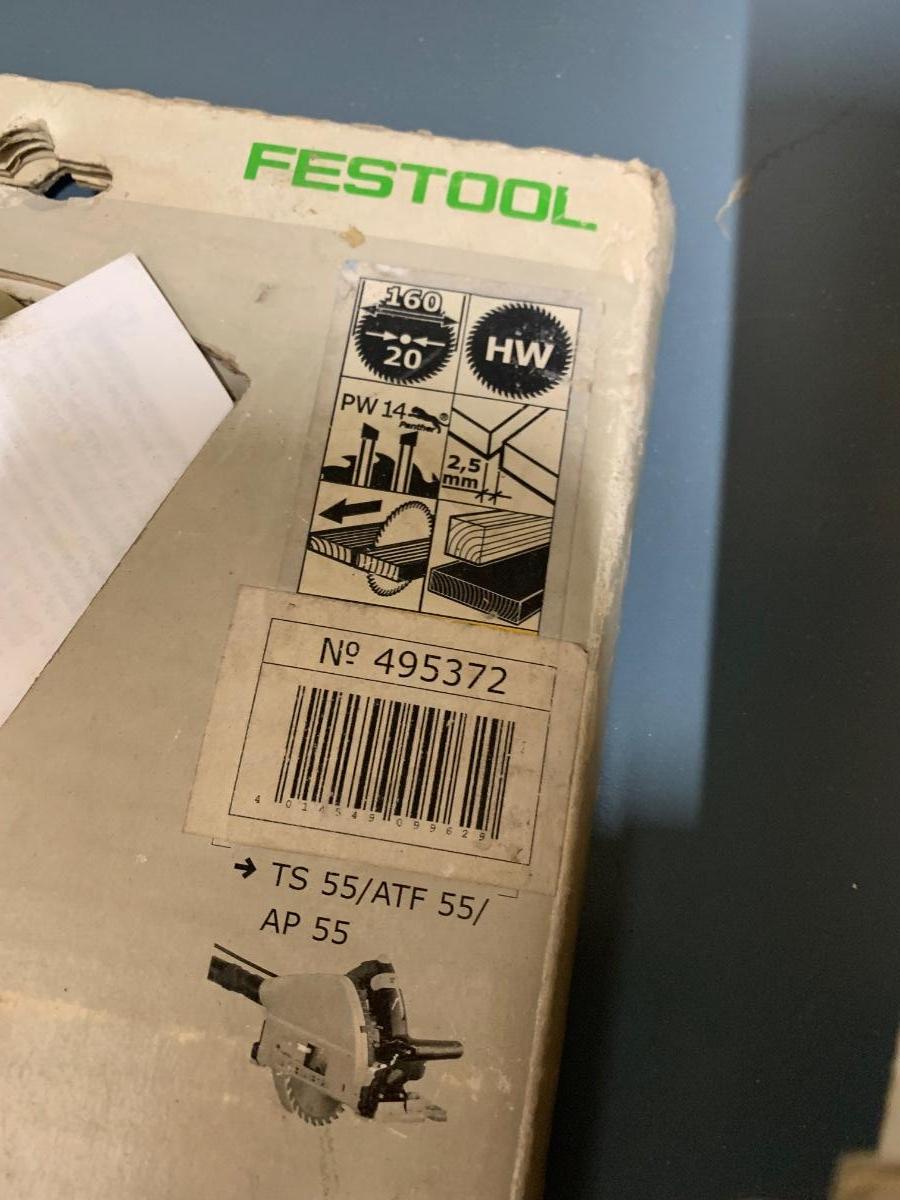 FESTOOL
160
20
HW
PW 14
Panther®
2,5
mm
Nº 495372
4 014549 099629
→ TS 55/ATF 55/
AP 55